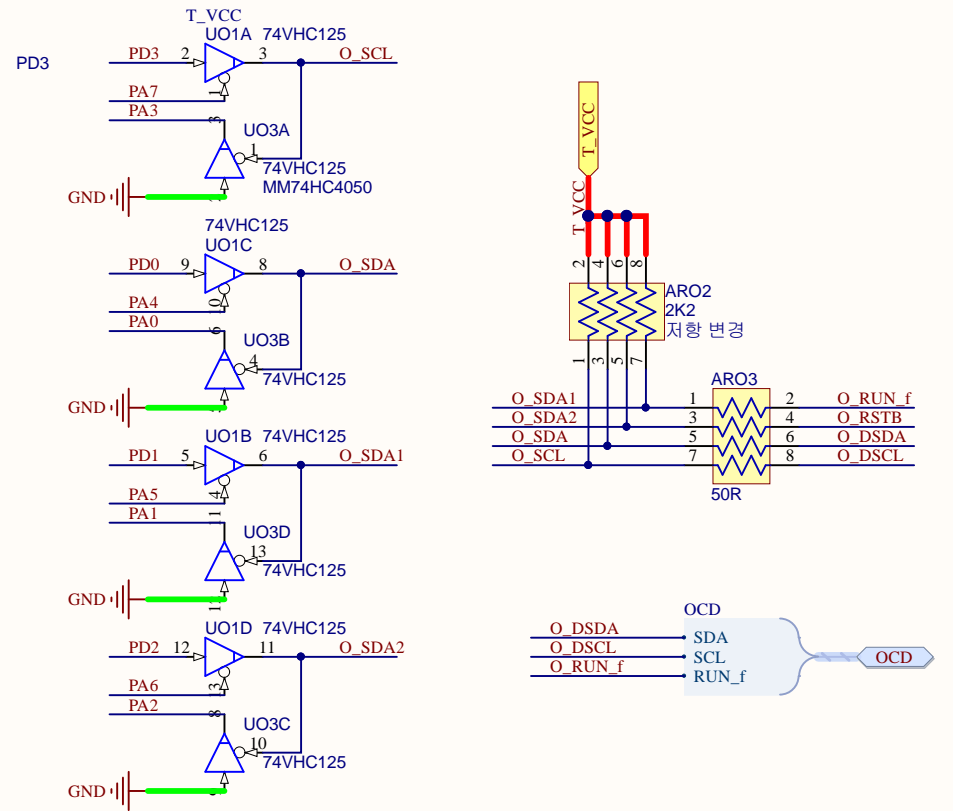 T_VCC
UO1A 74VHC125
PD3
PD3 2 3 O_SCL
1
PA7
PA3
3
UO3A
1
74VHC125
MM74HC4050
GND
74VHC125
UO1C
PD0 9 8 O_SDA
10
PA4
PA0
6
UO3B
4
74VHC125
GND
UO1B 74VHC125
PD1 5 6 O_SDA1
4
PA5
PA1
11
UO3D
13
74VHC125
GND
UO1D 74VHC125
PD2 12 11 O_SDA2
13
PA6
PA2
8
UO3C
10
74VHC125
GND
T_VCC
T_VCC
2 4 6 8
ARO2
2K2
저항 변경
1 3 5 7
ARO3
O_SDA1 1 2 O_RUN_f
O_SDA2 3 4 O_RSTB
O_SDA 5 6 O_DSDA
O_SCL 7 8 O_DSCL
50R
OCD
O_DSDA SDA
O_DSCL SCL
O_RUN_f RUN_f
OCD